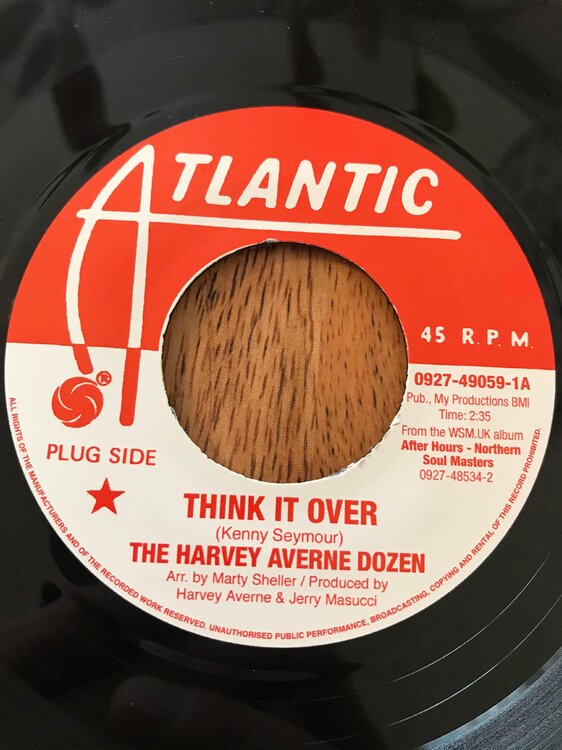 ATLANTIC
45 R.P.M.
®
PLUG SIDE
0927-49059-1A
Pub., My Productions BMI
Time: 2:35
From the WSM.UK album
After Hours - Northern
Soul Masters
0927-48534-2
THINK IT OVER
(Kenny Seymour)
THE HARVEY AVERNE DOZEN
Arr. by Marty Sheller / Produced by
Harvey Averne & Jerry Masucci
ALL RIGHTS OF THE MANUFACTURERS AND OF THE RECORDED WORK RESERVED. UNAUTHORISED PUBLIC PERFORMANCE, BROADCASTING, COPYING AND RENTAL OF THIS RECORD PROHIBITED.